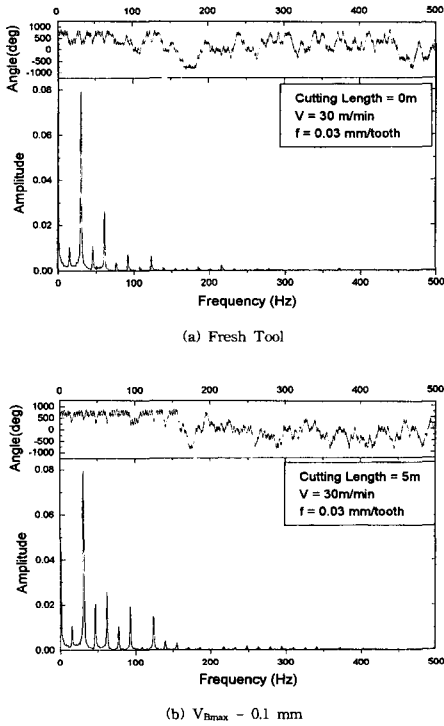 0 100 200 300 400 500
1000
500
0
-500
-1000
Angle(deg)
0.08
0.06
0.04
0.02
0.00
Amplitude
Cutting Length = 0m
V = 30 m/min
f = 0.03 mm/tooth
0 100 200 300 400 500
Frequency (Hz)
(a) Fresh Tool
0 100 200 300 400 500
1000
500
0
-500
-1000
Angle(deg)
0.08
0.06
0.04
0.02
0.00
Amplitude
Cutting Length = 5m
V = 30m/min
f = 0.03 mm/tooth
0 100 200 300 400 500
Frequency (Hz)
(b) VBmax - 0.1 mm